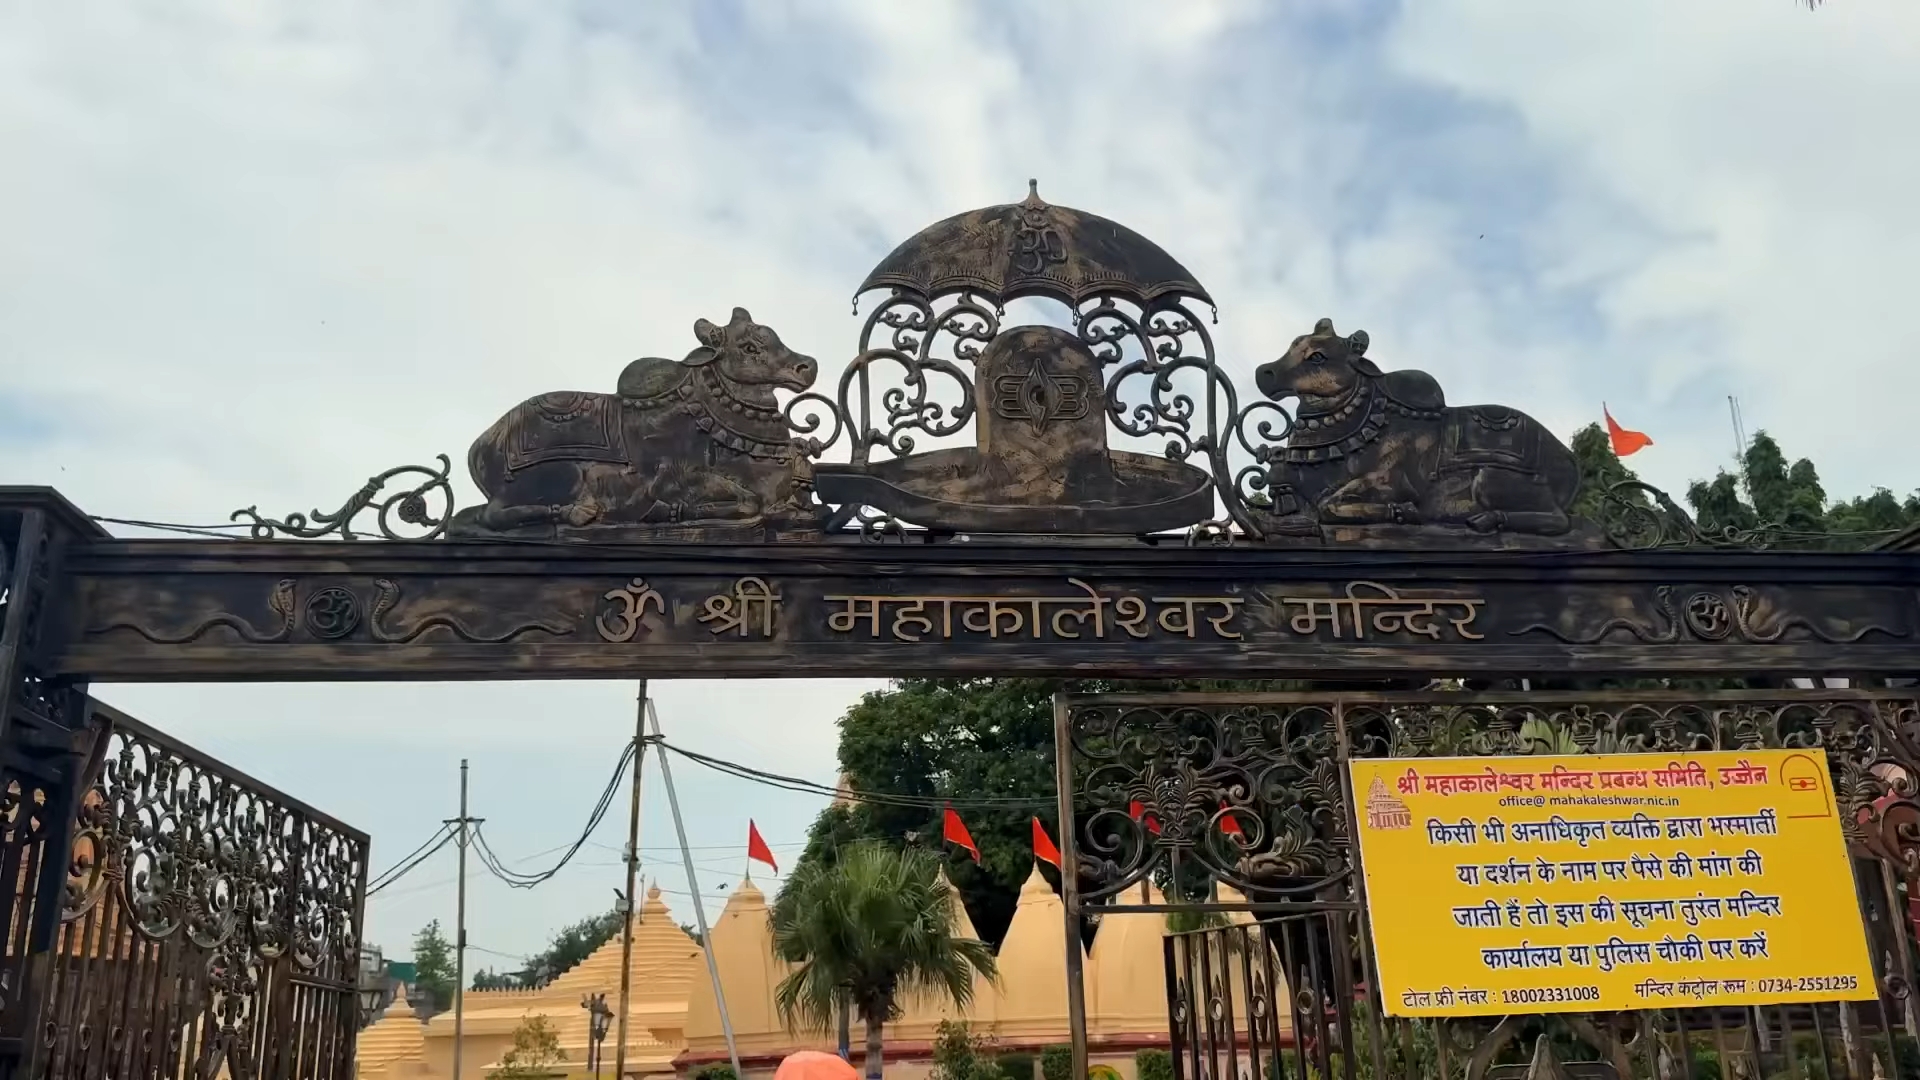 ॐ
ॐ ॐ श्री महाकालेश्वर मन्दिर ॐ
श्री महाकालेश्वर मन्दिर प्रबन्ध समिति, उज्जैन
office@ mahakaleshwar.nic.in
किसी भी अनाधिकृत व्यक्ति द्वारा भस्मार्ती
या दर्शन के नाम पर पैसे की मांग की
जाती हैं तो इस की सूचना तुरंत मन्दिर
कार्यालय या पुलिस चौकी पर करें
टोल फ्री नंबर : 18002331008 मन्दिर कंट्रोल रूम : 0734-2551295